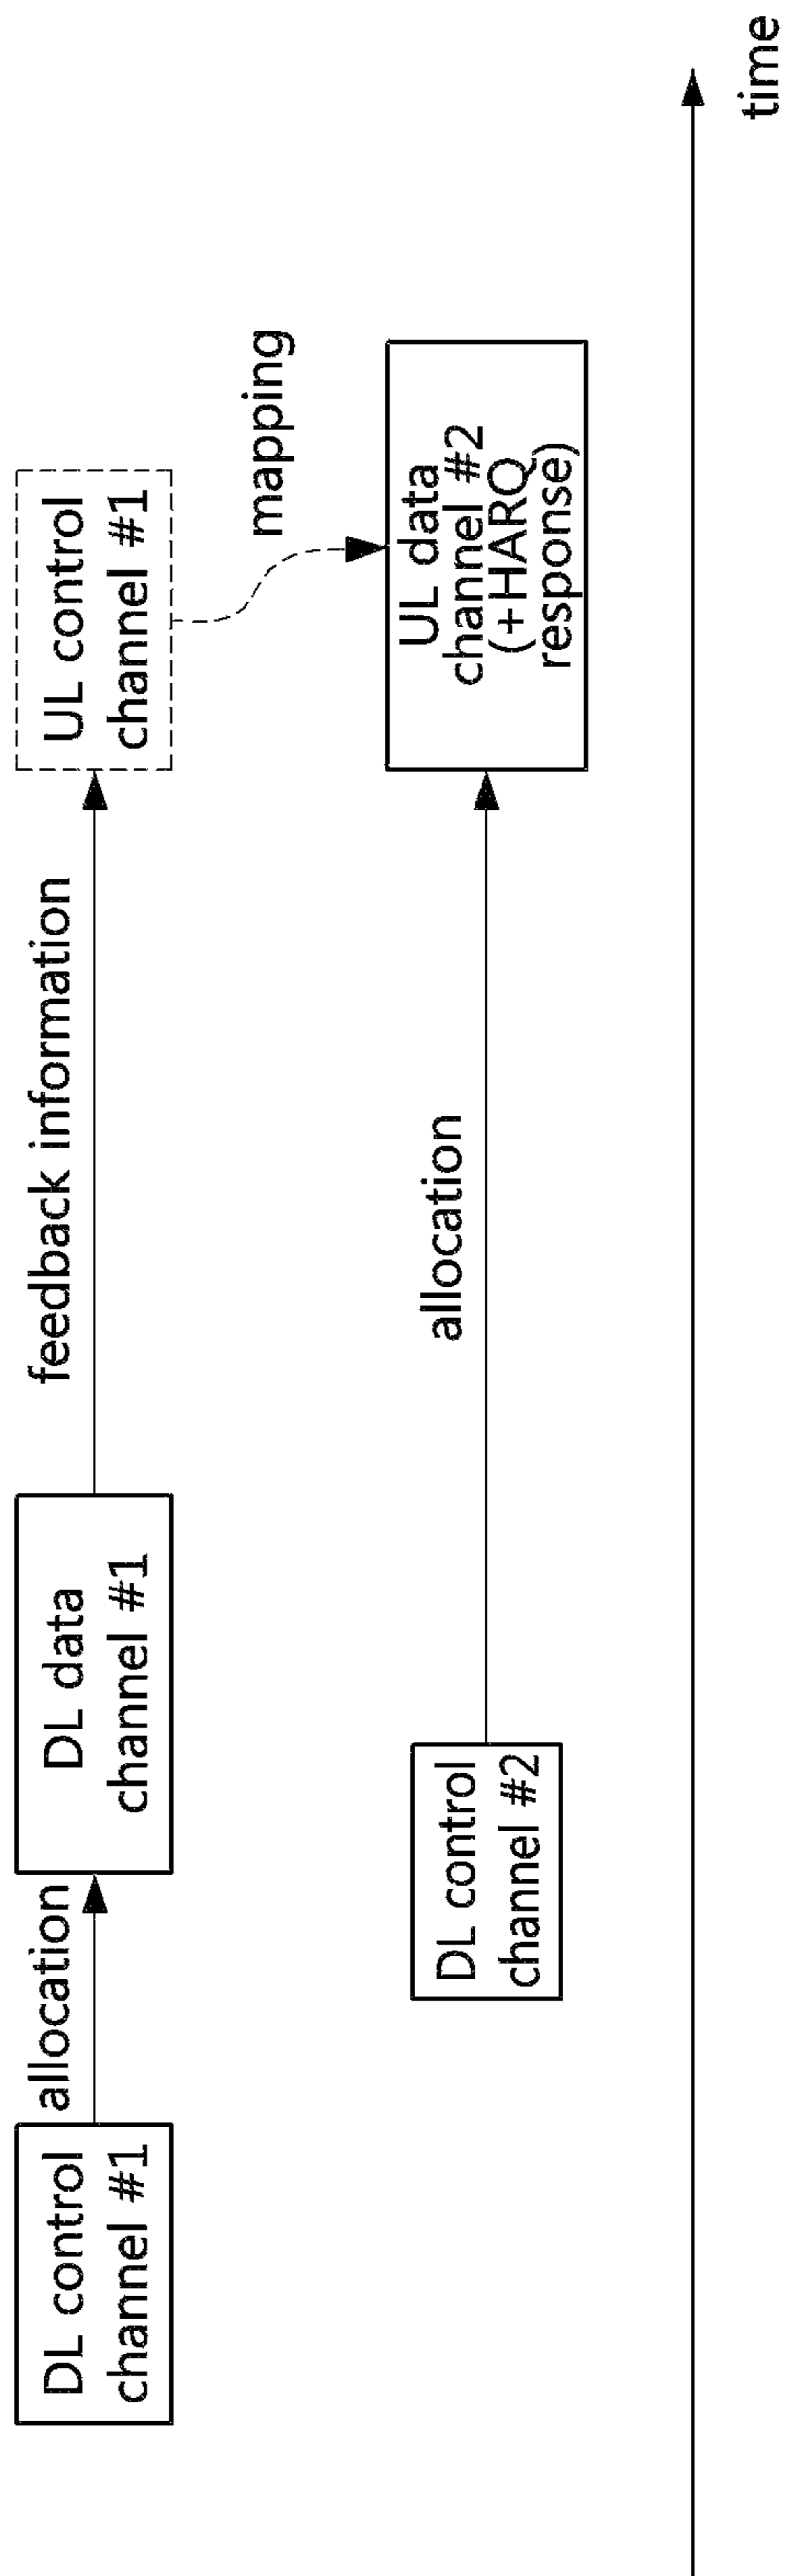 DL control
channel #1
allocation
DL data
channel #1
feedback information
UL control
channel #1
mapping
DL control
channel #2
allocation
UL data
channel #2
(+HARQ
response)
time